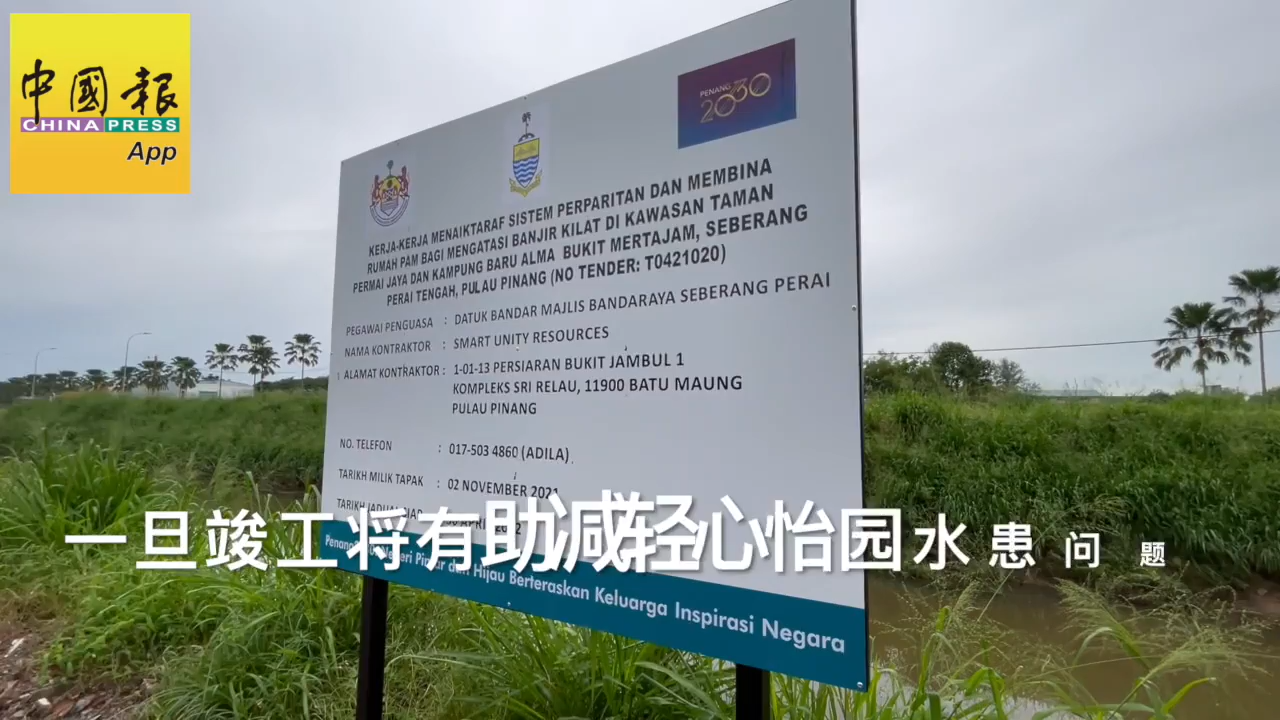 中國報
CHINA PRESS
App
PENANG
2030
KERJA-KERJA MENAIKTARAF SISTEM PERPARITAN DAN MEMBINA
RUMAH PAM BAGI MENGATASI BANJIR KILAT DI KAWASAN TAMAN
PERMAI JAYA DAN KAMPUNG BARU ALMA BUKIT MERTAJAM, SEBERANG
PERAI TENGAH, PULAU PINANG (NO TENDER: T0421020)
PEGAWAI PENGUASA : DATUK BANDAR MAJLIS BANDARAYA SEBERANG PERAI
NAMA KONTRAKTOR : SMART UNITY RESOURCES
ALAMAT KONTRAKTOR : 1-01-13 PERSIARAN BUKIT JAMBUL 1
KOMPLEKS SRI RELAU, 11900 BATU MAUNG
PULAU PINANG
NO. TELEFON : 017-503 4860 (ADILA)
TARIKH MILIK TAPAK : 02 NOVEMBER 2021
TARIKH JADUAL SIAP
一旦竣工将有助减轻心怡园水患问题
Hijau Berteraskan Keluarga Inspirasi Negara